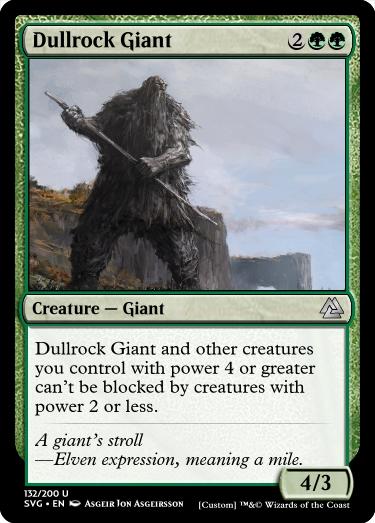 Dullrock Giant 2
Creature — Giant
Dullrock Giant and other creatures
you control with power 4 or greater
can't be blocked by creatures with
power 2 or less.
A giant's stroll
—Elven expression, meaning a mile.
4/3
132/200 U
SVG • EN Asgeir Jon Asgeirsson [Custom] ™&© Wizards of the Coast